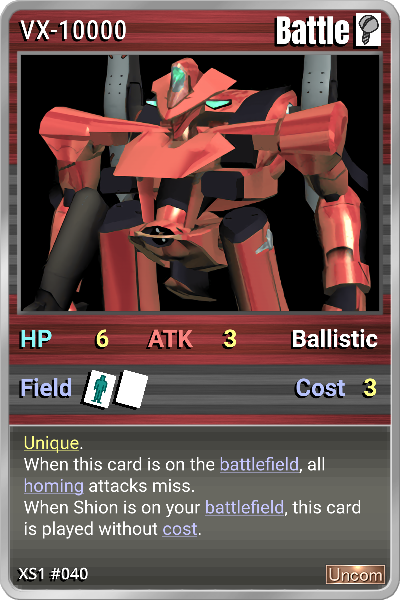 VX-10000 Battle
HP 6 ATK 3 Ballistic
Field Cost 3
Unique.
When this card is on the battlefield, all
homing attacks miss.
When Shion is on your battlefield, this card
is played without cost.
XS1 #040 Uncom